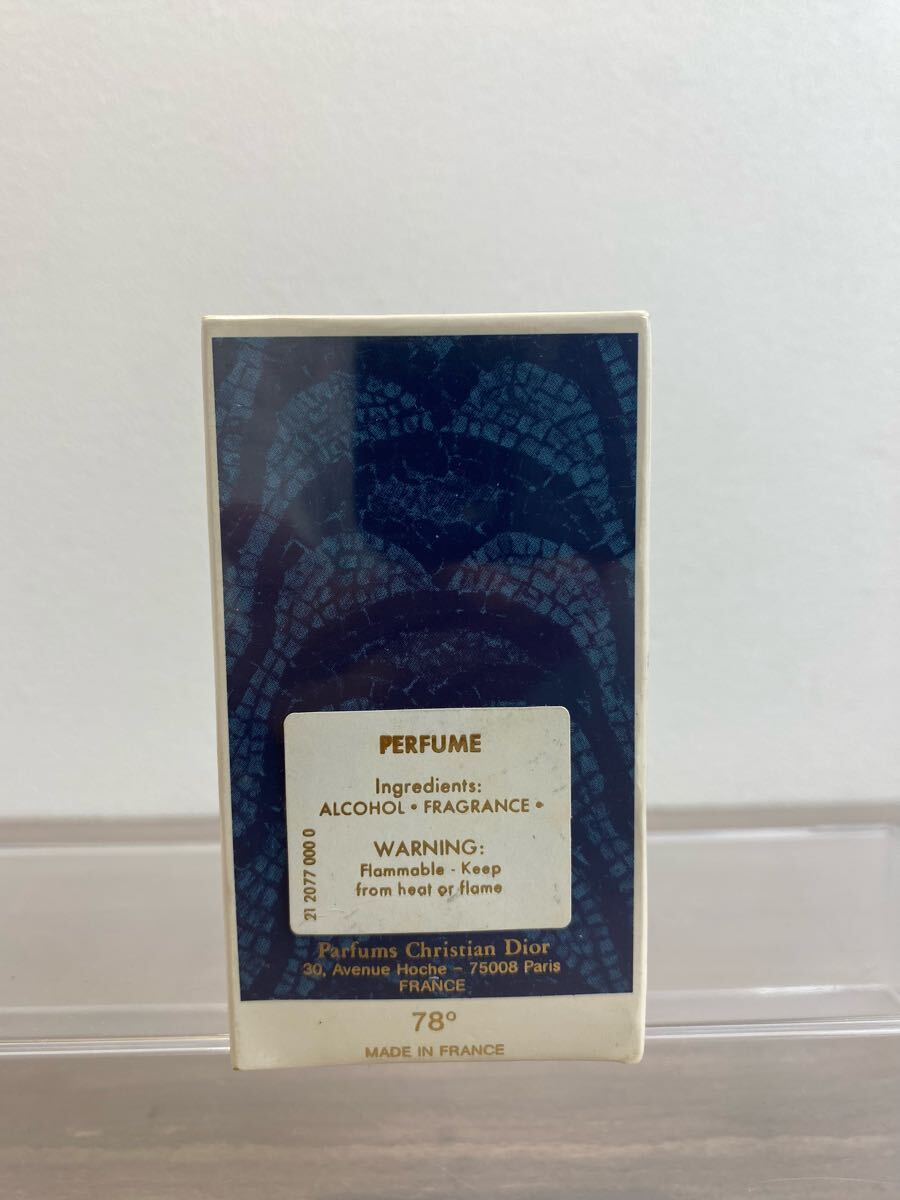 PERFUME
Ingredients:
ALCOHOL • FRAGRANCE •
WARNING:
Flammable - Keep
from heat or flame
21 2077 000 0
Parfums Christian Dior
30, Avenue Hoche – 75008 Paris
FRANCE
78°
MADE IN FRANCE